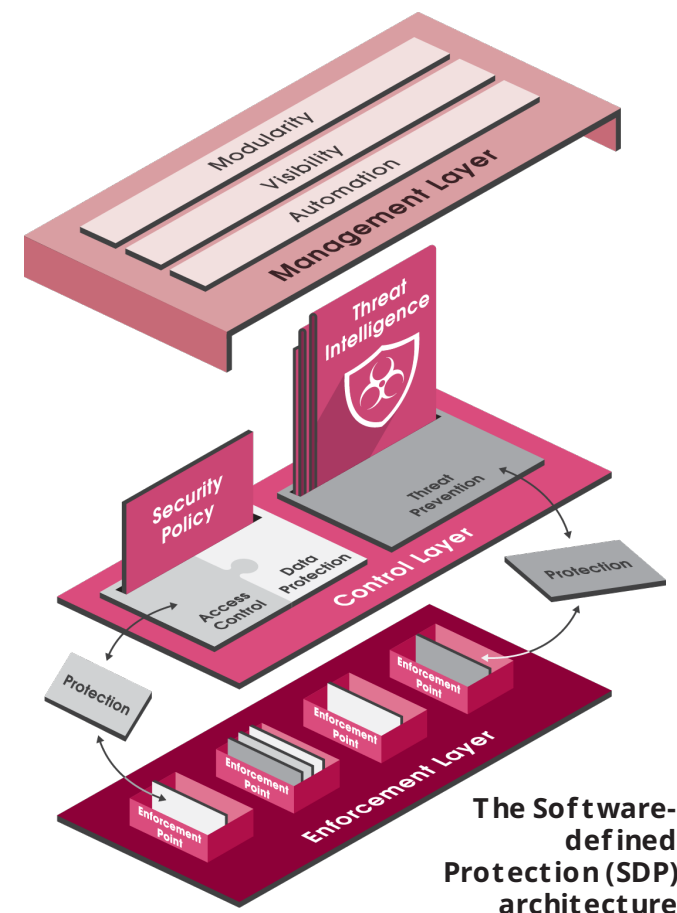 Modularity
Visibility
Automation
Management Layer
Threat
Intelligence
Security
Policy
Threat
Prevention
Data
Protection
Access
Control
Control Layer
Protection
Protection
Enforcement
Point
Enforcement
Point
Enforcement
Point
Enforcement
Point
Enforcement Layer
The Software-
defined
Protection (SDP)
architecture